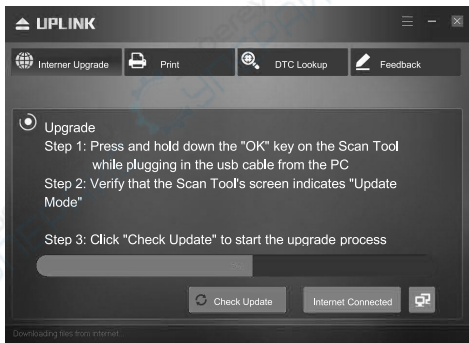 UPLINK
Interner Upgrade Print DTC Lookup Feedback
Upgrade
Step 1: Press and hold down the "OK" key on the Scan Tool
while plugging in the usb cable from the PC
Step 2: Verify that the Scan Tool's screen indicates "Update
Mode"
Step 3: Click "Check Update" to start the upgrade process
Check Update Internet Connected
Downloading files from internet